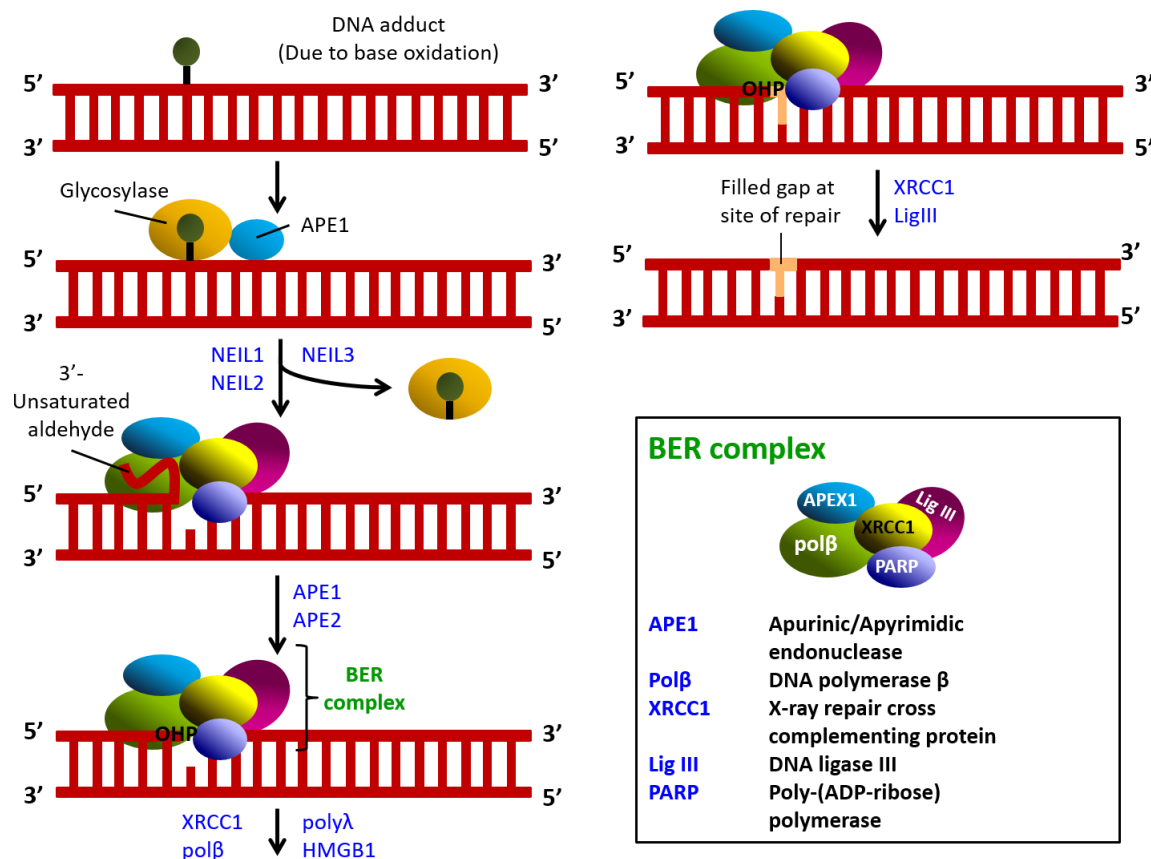 DNA adduct
(Due to base oxidation)
5’
3’
3’
5’
Glycosylase
APE1
5’
3’
3’
5’
NEIL1
NEIL3
NEIL2
3’-
Unsaturated
aldehyde
5’
3’
3’
5’
APE1
APE2
BER
complex
5’
OHP
3’
3’
5’
XRCC1
polyλ
polβ
HMGB1
OHP
5’
3’
3’
5’
Filled gap at
site of repair
XRCC1
LigIII
5’
3’
3’
5’
BER complex
APEX1
Lig III
XRCC1
polβ
PARP
APE1 Apurinic/Apyrimidic
endonuclease
Polβ DNA polymerase β
XRCC1 X-ray repair cross
complementing protein
Lig III DNA ligase III
PARP Poly-(ADP-ribose)
polymerase